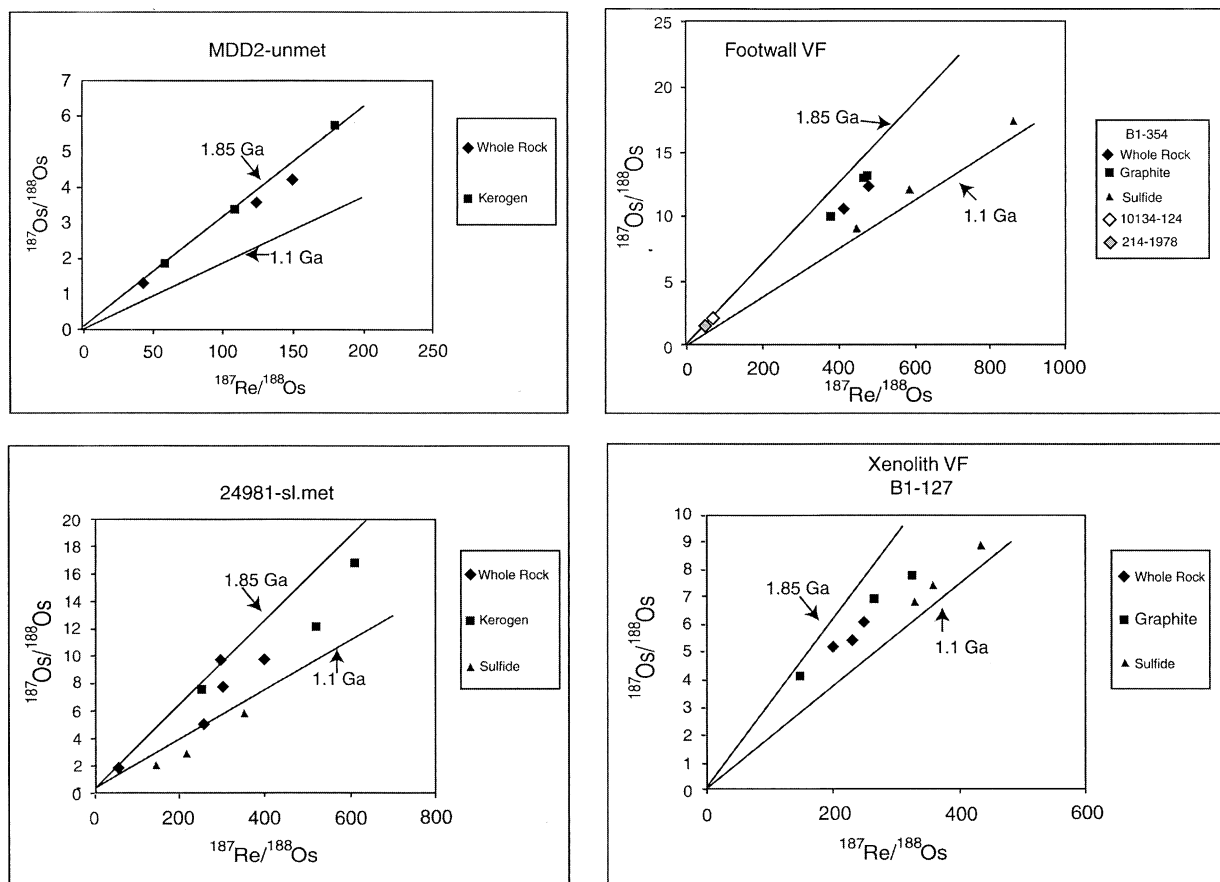 MDD2-unmet
7
6
5
4
3
2
1
0
187Os/188Os
1.85 Ga
1.1 Ga
0 50 100 150 200 250
187Re/188Os
Whole Rock
Kerogen
Footwall VF
25
20
15
10
5
0
187Os/188Os
1.85 Ga
1.1 Ga
0 200 400 600 800 1000
187Re/188Os
B1-354
Whole Rock
Graphite
Sulfide
10134-124
214-1978
24981-sl.met
20
18
16
14
12
10
8
6
4
2
0
187Os/188Os
1.85 Ga
1.1 Ga
0 200 400 600 800
187Re/188Os
Whole Rock
Kerogen
Sulfide
Xenolith VF
B1-127
10
9
8
7
6
5
4
3
2
1
0
187Os/188Os
1.85 Ga
1.1 Ga
0 200 400 600
187Re/188Os
Whole Rock
Graphite
Sulfide